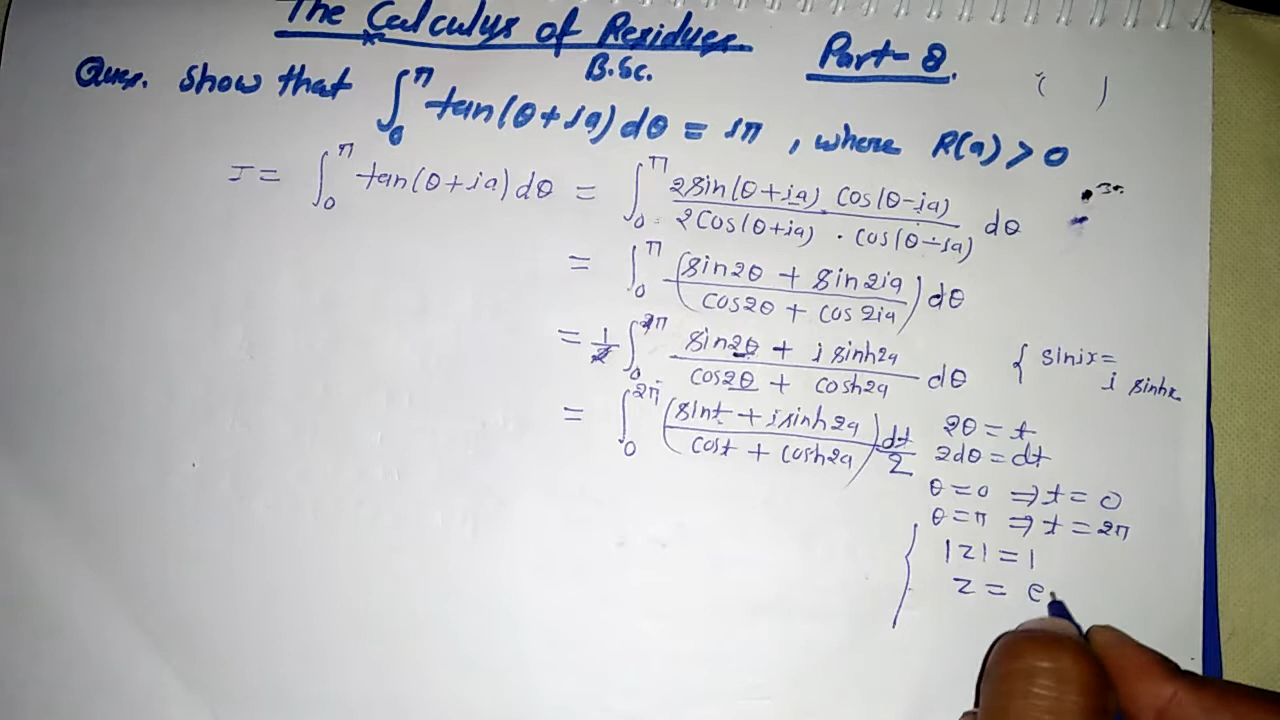 The Calculus of Residues. Part-8.
B.Sc.
Ques. show that ∫₀^π tan(θ+ia)dθ = iπ, where R(a)>0
I = ∫₀^π tan(θ+ia)dθ = ∫₀^π 2sin(θ+ia) cos(θ-ia) / 2cos(θ+ia) · cos(θ-ia) dθ
= ∫₀^π (sin2θ + sin2ia / cos2θ + cos2ia) dθ
= 1/2 ∫₀^2π sin2θ + i sinh2a / cos2θ + cosh2a dθ { sinix =
i sinhx
= ∫₀^2π (sint + isinh2a / cost + cosh2a) dt/2
2θ = t
2dθ = dt
θ = 0 ⇒ t = 0
θ = π ⇒ t = 2π
{ |z| = 1
z = e